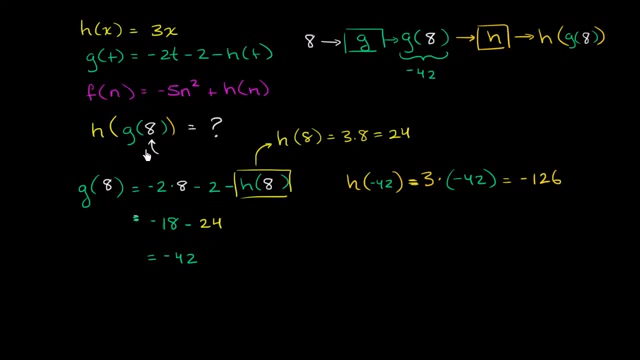 h(x) = 3x
g(t) = -2t - 2 - h(t)
f(n) = -5n² + h(n)
h(g(8)) = ?
8 → g → g(8) → h → h(g(8))
-42
h(8) = 3.8 = 24
g(8) = -2·8 - 2 - h(8)
= -18 - 24
= -42
h(-42) = 3·(-42) = -126